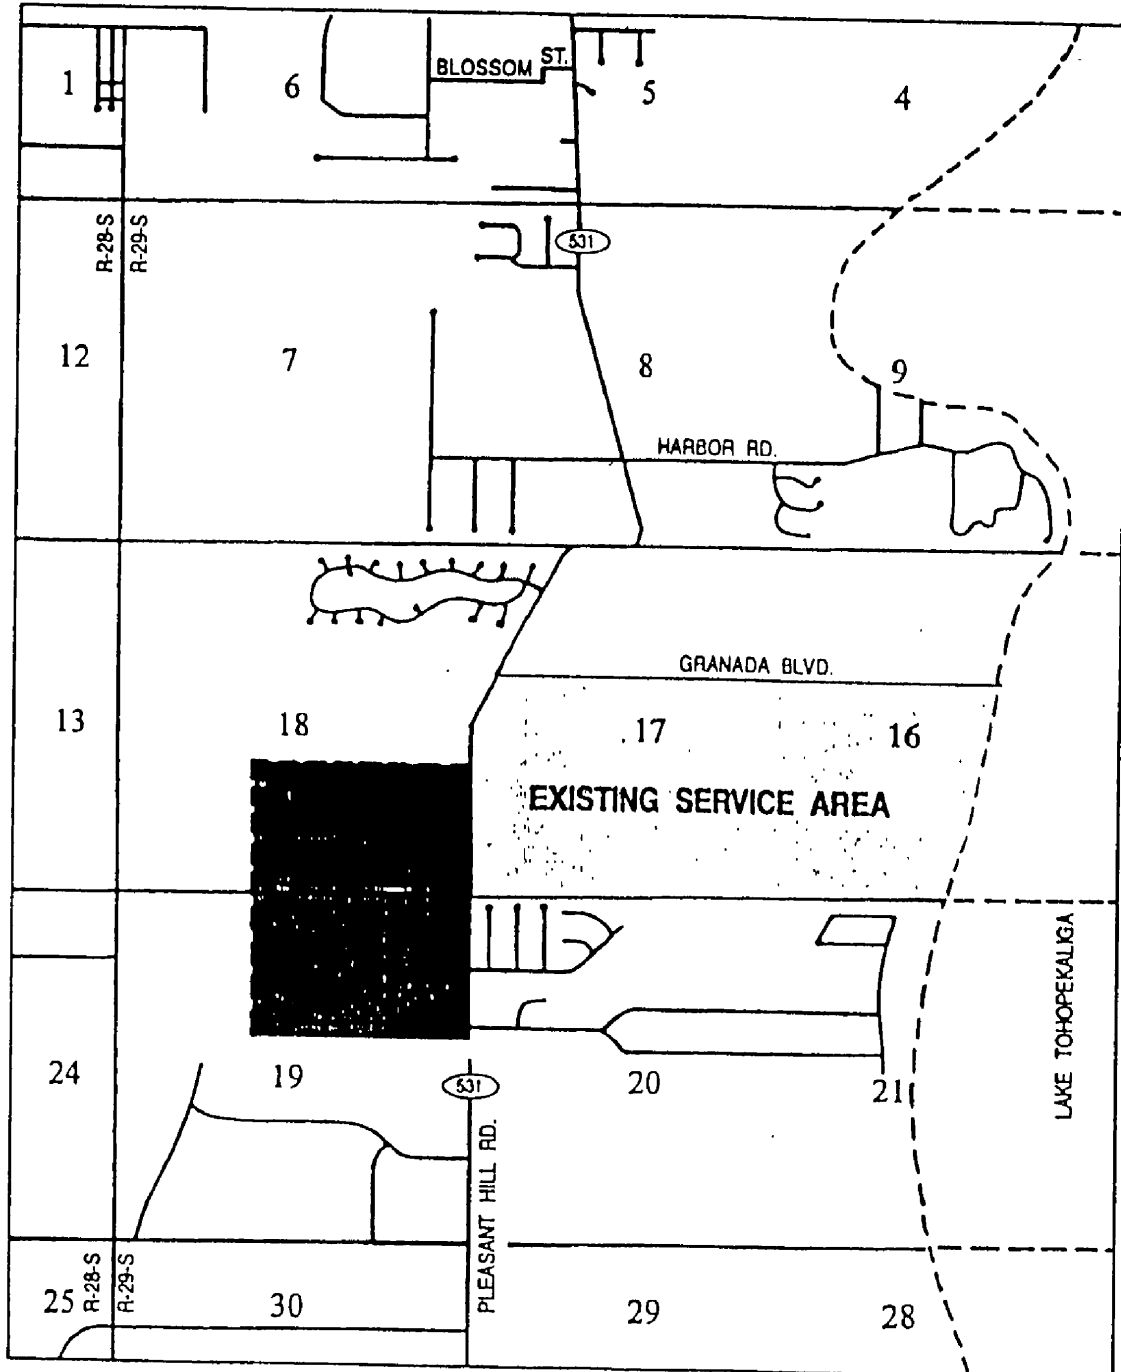 BLOSSOM ST.
1
6
5
4
R-28-S
R-29-S
531
12
7
8
9
HARBOR RD.
GRANADA BLVD.
13
18
17
16
EXISTING SERVICE AREA
LAKE TOHOPEKALIGA
24
19
531
20
21
PLEASANT HILL RD.
R-28-S
R-29-S
25
30
29
28